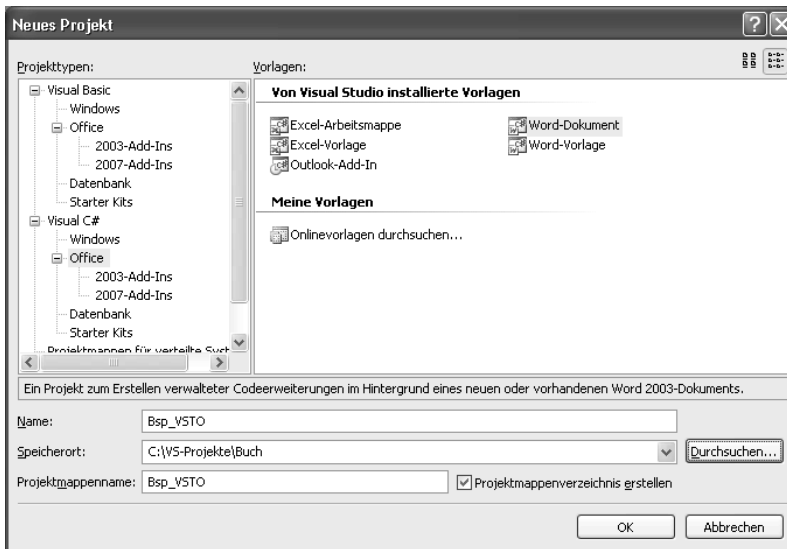 Neues Projekt
Projekttypen:
Vorlagen:
Visual Basic
Windows
Office
2003-Add-Ins
2007-Add-Ins
Datenbank
Starter Kits
Visual C#
Windows
Office
2003-Add-Ins
2007-Add-Ins
Datenbank
Starter Kits
Projektmappen für verteilte Syst
Von Visual Studio installierte Vorlagen
Excel-Arbeitsmappe
Word-Dokument
Excel-Vorlage
Word-Vorlage
Outlook-Add-In
Meine Vorlagen
Onlinevorlagen durchsuchen...
Ein Projekt zum Erstellen verwalteter Codeerweiterungen im Hintergrund eines neuen oder vorhandenen Word 2003-Dokuments.
Name: Bsp_VSTO
Speicherort: C:\VS-Projekte\Buch Durchsuchen...
Projektmappenname: Bsp_VSTO Projektmappenverzeichnis erstellen
OK Abbrechen